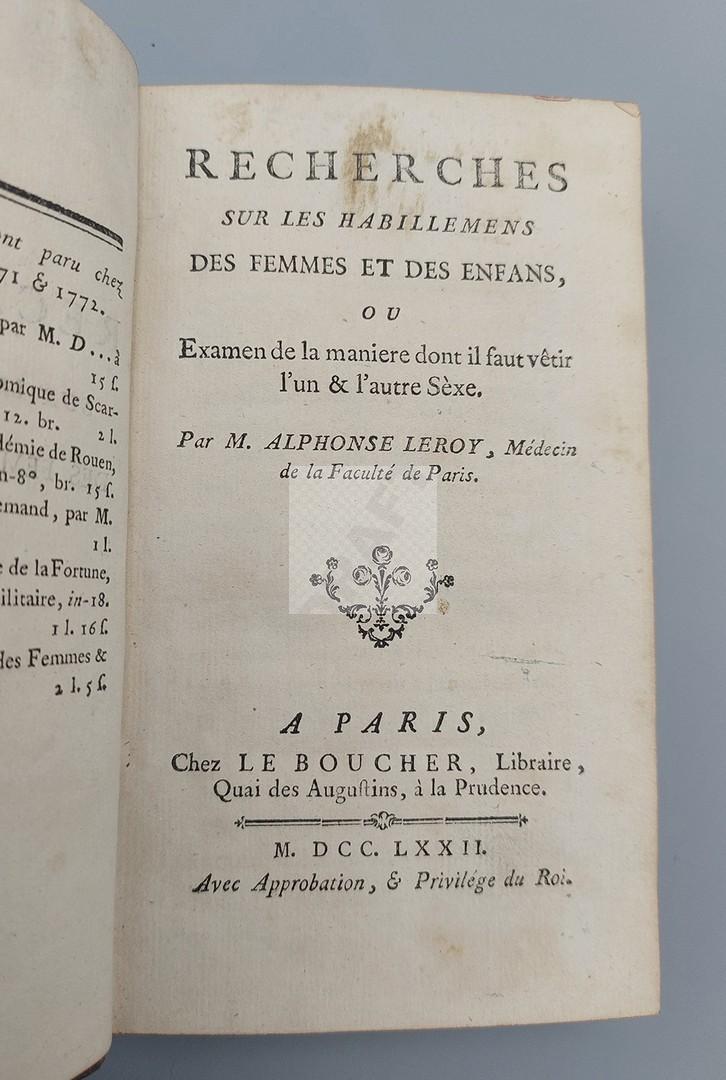 nt paru chez
71 & 1772.
par M. D...à
15 ſ.
omique de Scar-
12. br. 2 l.
démie de Rouen,
n-8°, br. 15 ſ.
emand, par M.
1 l.
e de la Fortune,
ilitaire, in-18.
1 l. 16 ſ.
des Femmes &
2 l. 5 ſ.
RECHERCHES
SUR LES HABILLEMENS
DES FEMMES ET DES ENFANS,
OU
Examen de la maniere dont il faut vêtir
l'un & l'autre Sèxe.
Par M. ALPHONSE LEROY, Médecin
de la Faculté de Paris.
A PARIS,
Chez LE BOUCHER, Libraire,
Quai des Auguſtins, à la Prudence.
M. DCC. LXXII.
Avec Approbation, & Privilége du Roi.